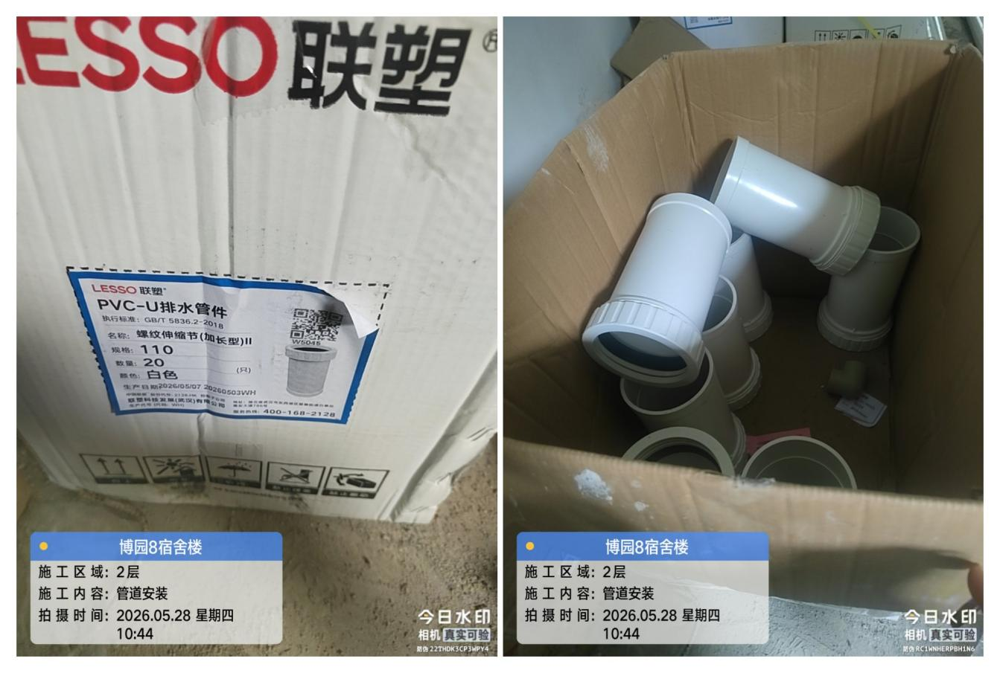 LESSO 联塑®
LESSO 联塑
PVC-U排水管件
执行标准：GB/T 5836.2-2018
名称：螺纹伸缩节(加长型)II
规格：110
数量：20
(只)
颜色：白色
生产日期：2026/05/07 20260503WH
W5045
联塑科技发展(武汉)有限公司
服务热线：400-168-2128
博园8宿舍楼
施工区域：2层
施工内容：管道安装
拍摄时间：2026.05.28 星期四
10:44
今日水印
相机 真实可验
防伪 22THDK3CP3WPY4
博园8宿舍楼
施工区域：2层
施工内容：管道安装
拍摄时间：2026.05.28 星期四
10:44
今日水印
相机 真实可验
防伪 RC1WNHERPBH1N6